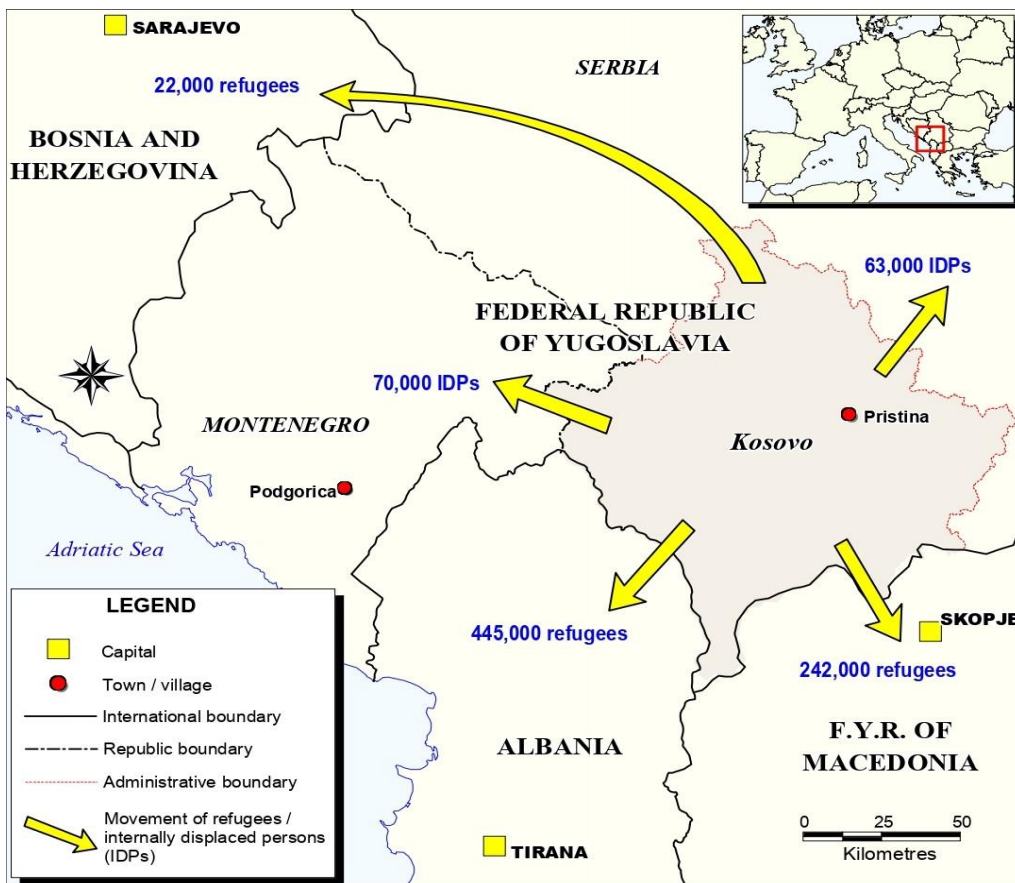 SARAJEVO
SERBIA
22,000 refugees
BOSNIA AND
HERZEGOVINA
63,000 IDPs
FEDERAL REPUBLIC
OF YUGOSLAVIA
70,000 IDPs
Pristina
MONTENEGRO
Kosovo
Podgorica
Adriatic Sea
LEGEND
Capital
Town / village
International boundary
Republic boundary
Administrative boundary
Movement of refugees /
internally displaced persons
(IDPs)
445,000 refugees
SKOPJE
242,000 refugees
ALBANIA
F.Y.R. OF
MACEDONIA
TIRANA
0 25 50
Kilometres